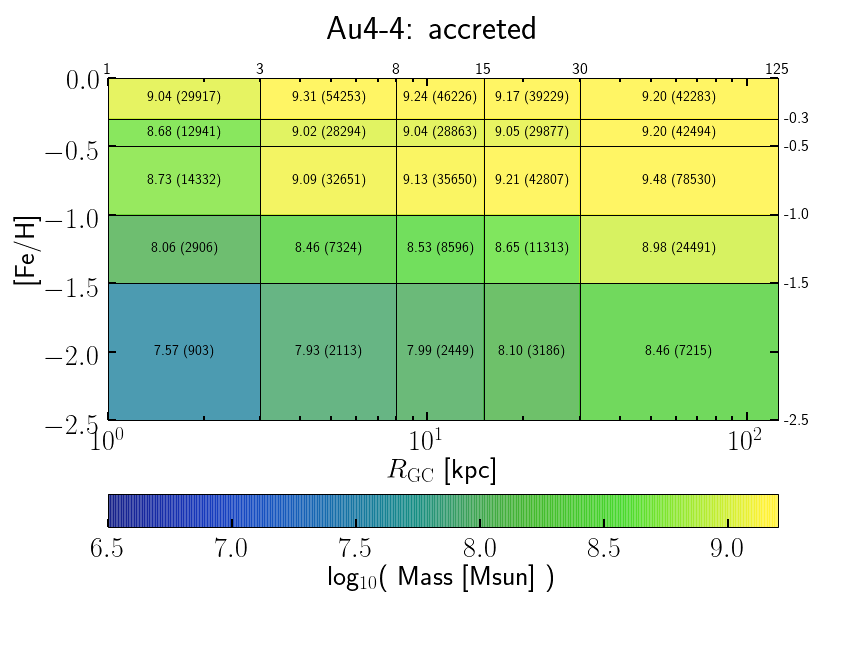 Au4-4: accreted
1 3 8 15 30 125
0.0
9.04 (29917) 9.31 (54253) 9.24 (46226) 9.17 (39229) 9.20 (42283)
-0.3
8.68 (12941) 9.02 (28294) 9.04 (28863) 9.05 (29877) 9.20 (42494)
−0.5 -0.5
8.73 (14332) 9.09 (32651) 9.13 (35650) 9.21 (42807) 9.48 (78530)
−1.0 -1.0
[Fe/H]
8.06 (2906) 8.46 (7324) 8.53 (8596) 8.65 (11313) 8.98 (24491)
−1.5 -1.5
7.57 (903) 7.93 (2113) 7.99 (2449) 8.10 (3186) 8.46 (7215)
−2.0
−2.5 -2.5
10⁰ 10¹ 10²
R_GC [kpc]
6.5 7.0 7.5 8.0 8.5 9.0
log₁₀( Mass [Msun] )